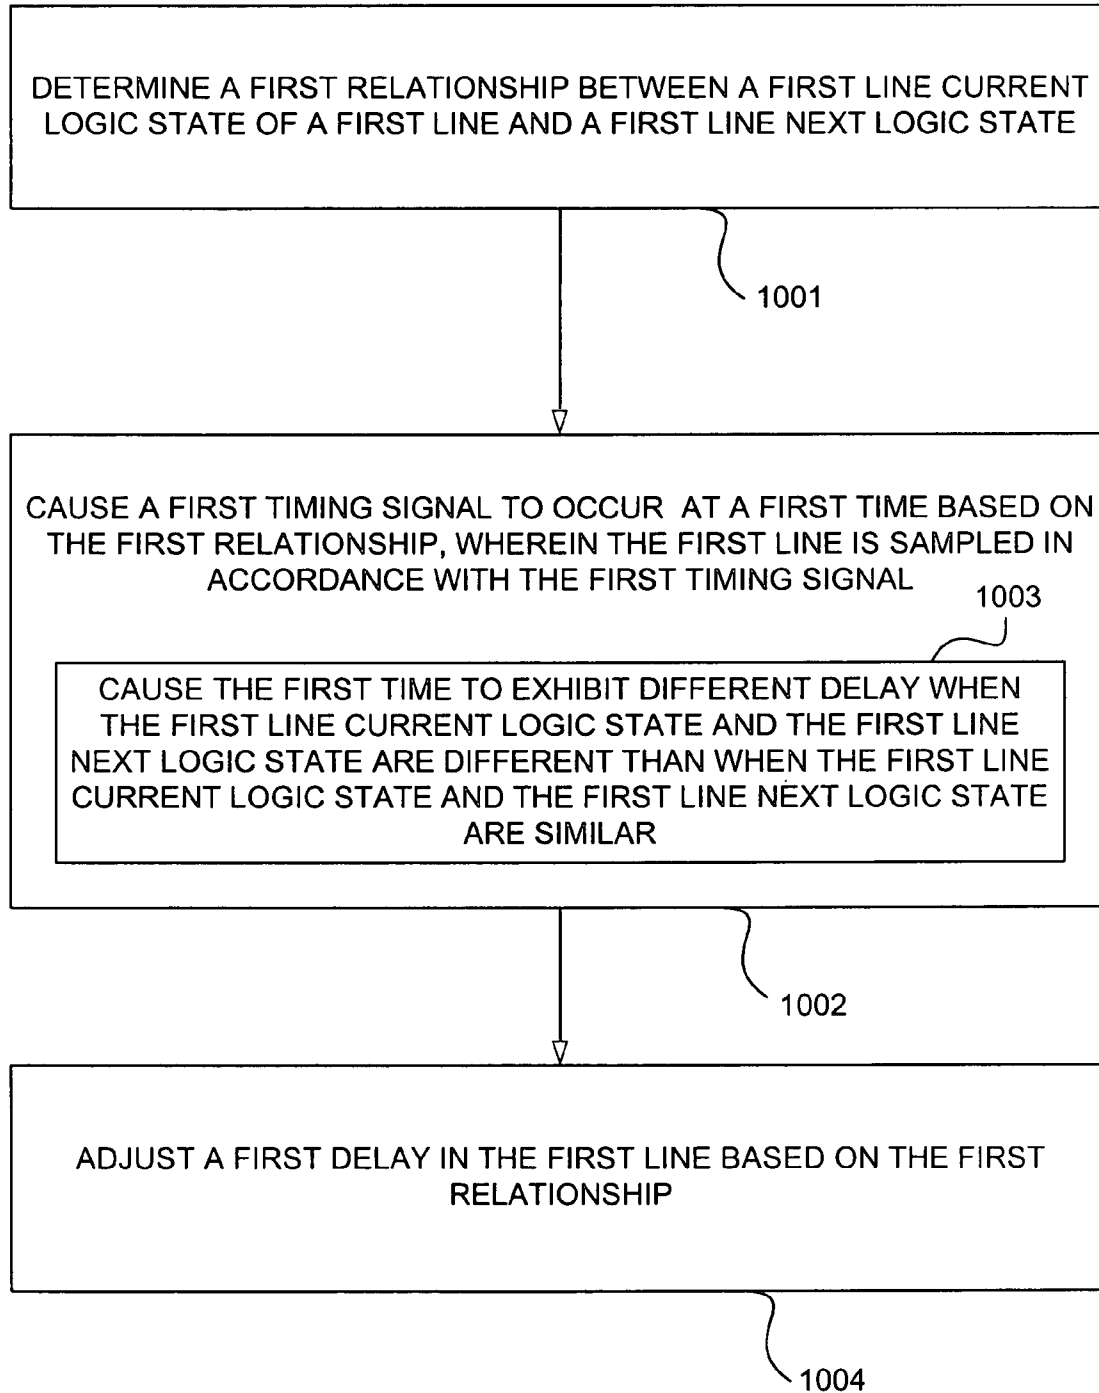 DETERMINE A FIRST RELATIONSHIP BETWEEN A FIRST LINE CURRENT
LOGIC STATE OF A FIRST LINE AND A FIRST LINE NEXT LOGIC STATE
1001
CAUSE A FIRST TIMING SIGNAL TO OCCUR AT A FIRST TIME BASED ON
THE FIRST RELATIONSHIP, WHEREIN THE FIRST LINE IS SAMPLED IN
ACCORDANCE WITH THE FIRST TIMING SIGNAL
1003
CAUSE THE FIRST TIME TO EXHIBIT DIFFERENT DELAY WHEN
THE FIRST LINE CURRENT LOGIC STATE AND THE FIRST LINE
NEXT LOGIC STATE ARE DIFFERENT THAN WHEN THE FIRST LINE
CURRENT LOGIC STATE AND THE FIRST LINE NEXT LOGIC STATE
ARE SIMILAR
1002
ADJUST A FIRST DELAY IN THE FIRST LINE BASED ON THE FIRST
RELATIONSHIP
1004